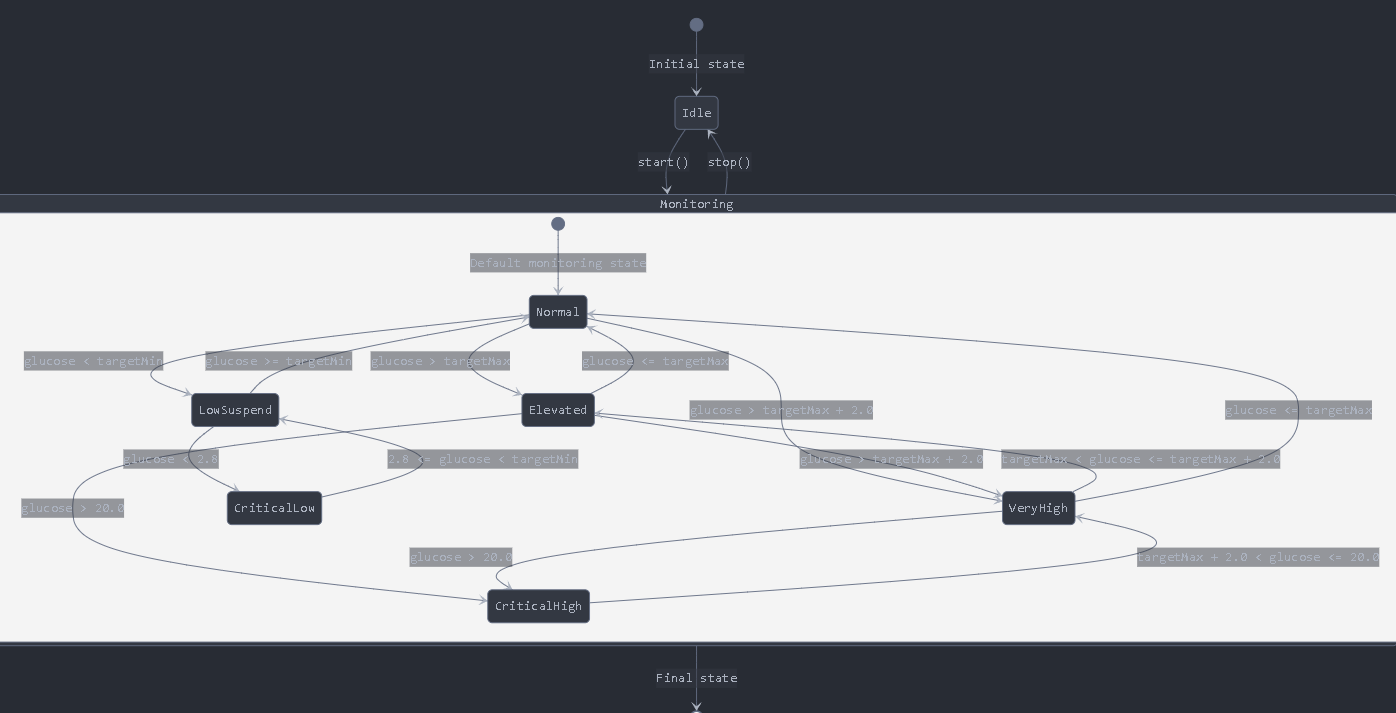 Initial state
Idle
start()
stop()
Monitoring
Default monitoring state
Normal
glucose < targetMin
glucose >= targetMin
glucose > targetMax
glucose <= targetMax
LowSuspend
Elevated
glucose > targetMax + 2.0
glucose <= targetMax
glucose < 2.8
2.8 <= glucose < targetMin
glucose > targetMax + 2.0
targetMax < glucose <= targetMax + 2.0
glucose > 20.0
CriticalLow
VeryHigh
glucose > 20.0
targetMax + 2.0 < glucose <= 20.0
CriticalHigh
Final state